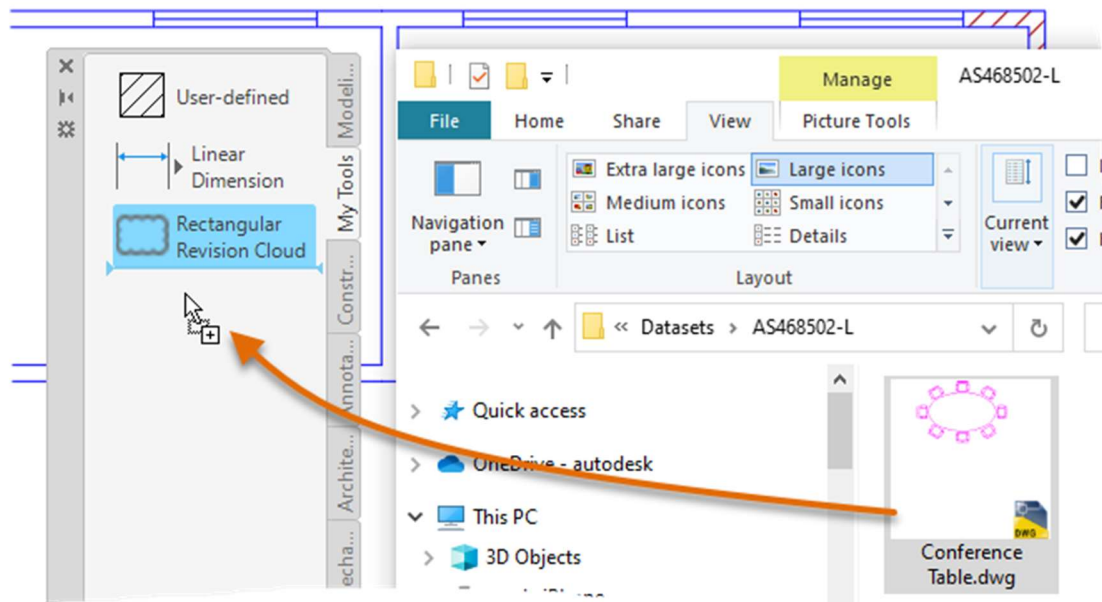 User-defined
Linear
Dimension
Rectangular
Revision Cloud
Modeli...
My Tools
Constr...
Annota...
Archite...
Manage
AS468502-L
File
Home
Share
View
Picture Tools
Extra large icons
Large icons
Medium icons
Small icons
List
Details
Navigation
pane
Current
view
Panes
Layout
« Datasets > AS468502-L
Quick access
OneDrive - autodesk
This PC
3D Objects
DWG
Conference
Table.dwg